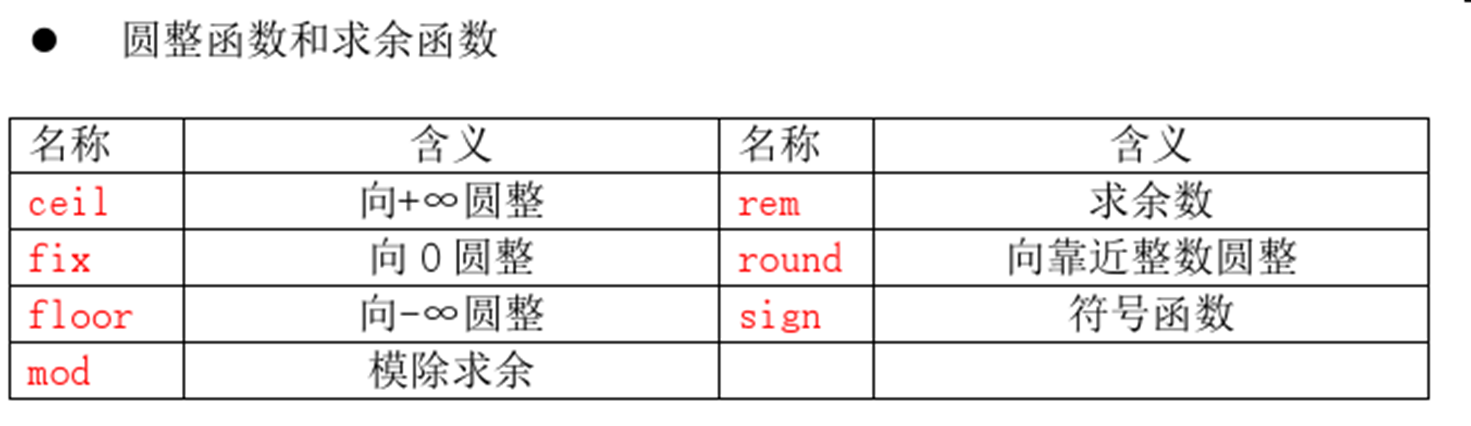 ● 圆整函数和求余函数
名称 含义 名称 含义
ceil 向+∞圆整 rem 求余数
fix 向0圆整 round 向靠近整数圆整
floor 向-∞圆整 sign 符号函数
mod 模除求余